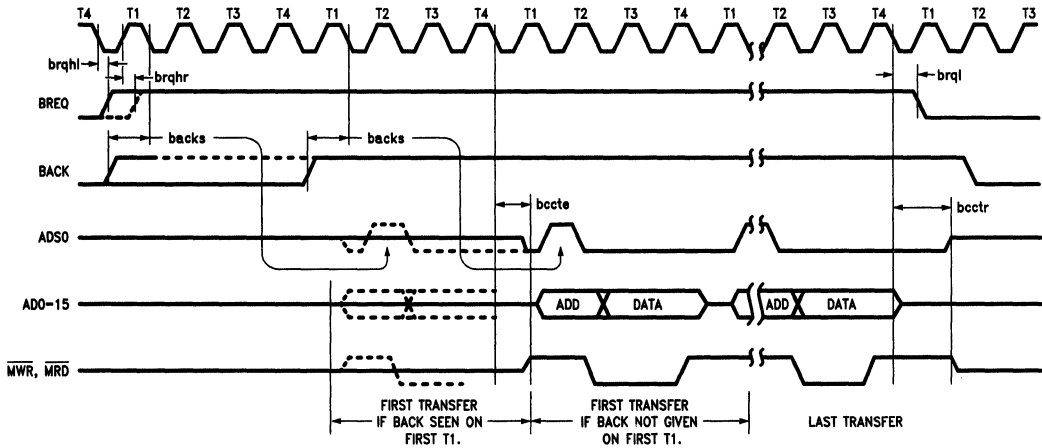 T4 T1 T2 T3 T4 T1 T2 T3 T4 T1 T2 T3 T4 T1 T2 T3 T4 T1 T2 T3
brqhl
brqhr
brql
BREQ
backs
backs
BACK
bccte
bcctr
ADS0
AD0-15
ADD
DATA
ADD
DATA
MWR, MRD
FIRST TRANSFER
IF BACK SEEN ON
FIRST T1.
FIRST TRANSFER
IF BACK NOT GIVEN
ON FIRST T1.
LAST TRANSFER